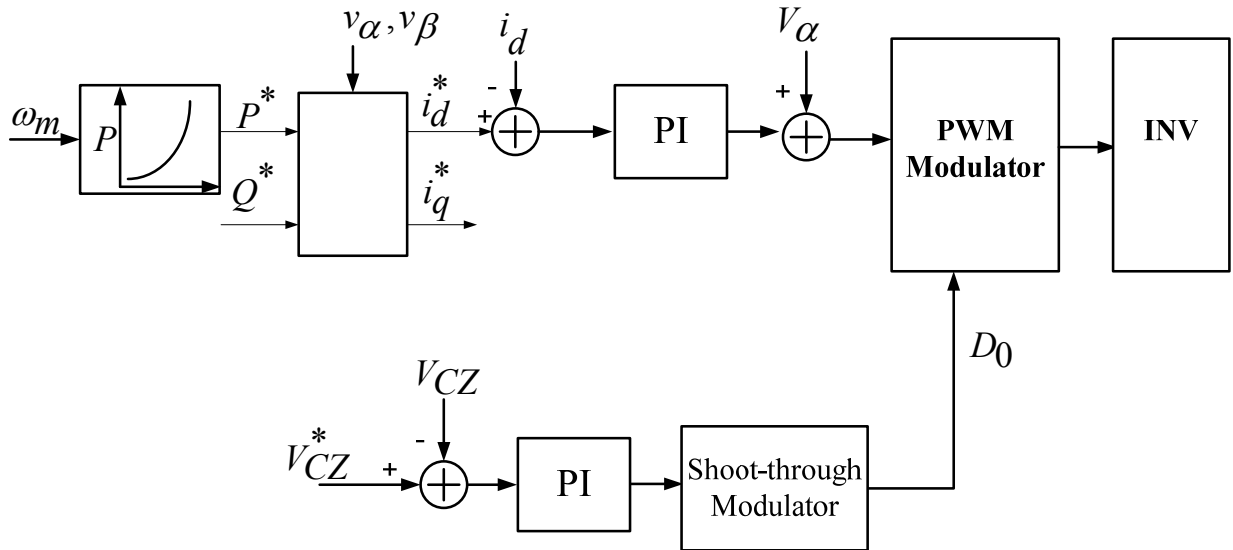 v_α, v_β
i_d
V_α
ω_m
P
P*
Q*
i_d*
i_q*
-
+
PI
+
PWM
Modulator
INV
D_0
V_CZ
-
V_CZ*
+
PI
Shoot-through
Modulator